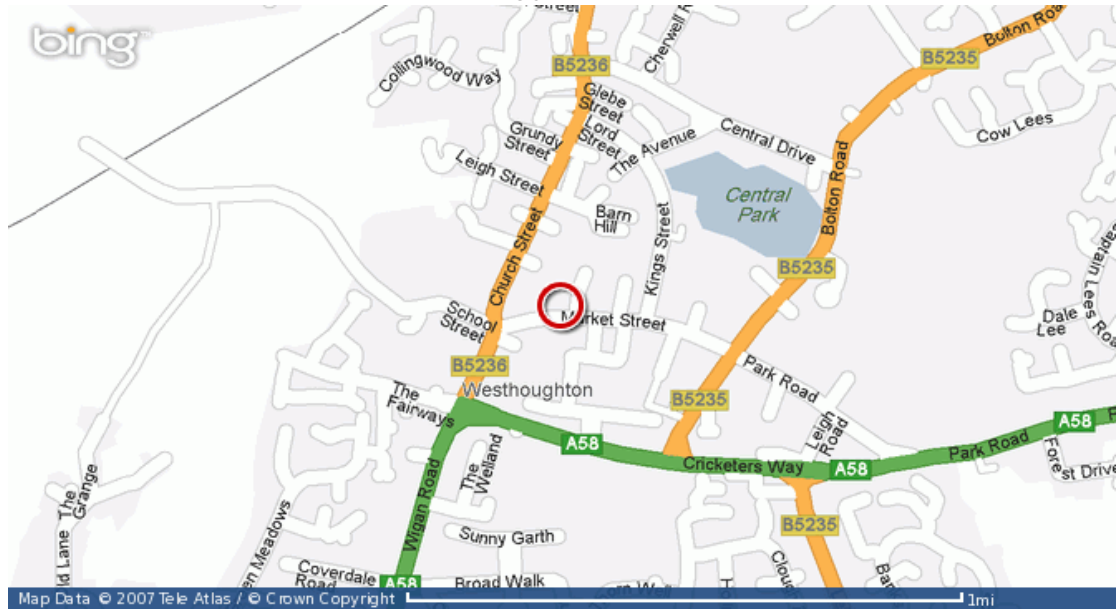 Street
Bolton Road
bing
B5236
Cherwell Road
B5235
Collingwood Way
Glebe
Street
Lord
Street
Cow Lees
Grundy
Street
The Avenue
Central Drive
Leigh Street
Central
Park
Bolton Road
Barn
Hill
Captain Lees Road
Church Street
Kings Street
B5235
School
Street
Market Street
Dale
Lee
B5236
Park Road
The
Fairways
Westhoughton
B5235
Leigh
Road
A58
A58
Park Road
Cricketers Way
A58
Forest Drive
The
Welland
The
Grange
Wigan Road
B5235
Sunny Garth
Coverdale
Road
A58
Broad Walk
Map Data © 2007 Tele Atlas / © Crown Copyright
1mi